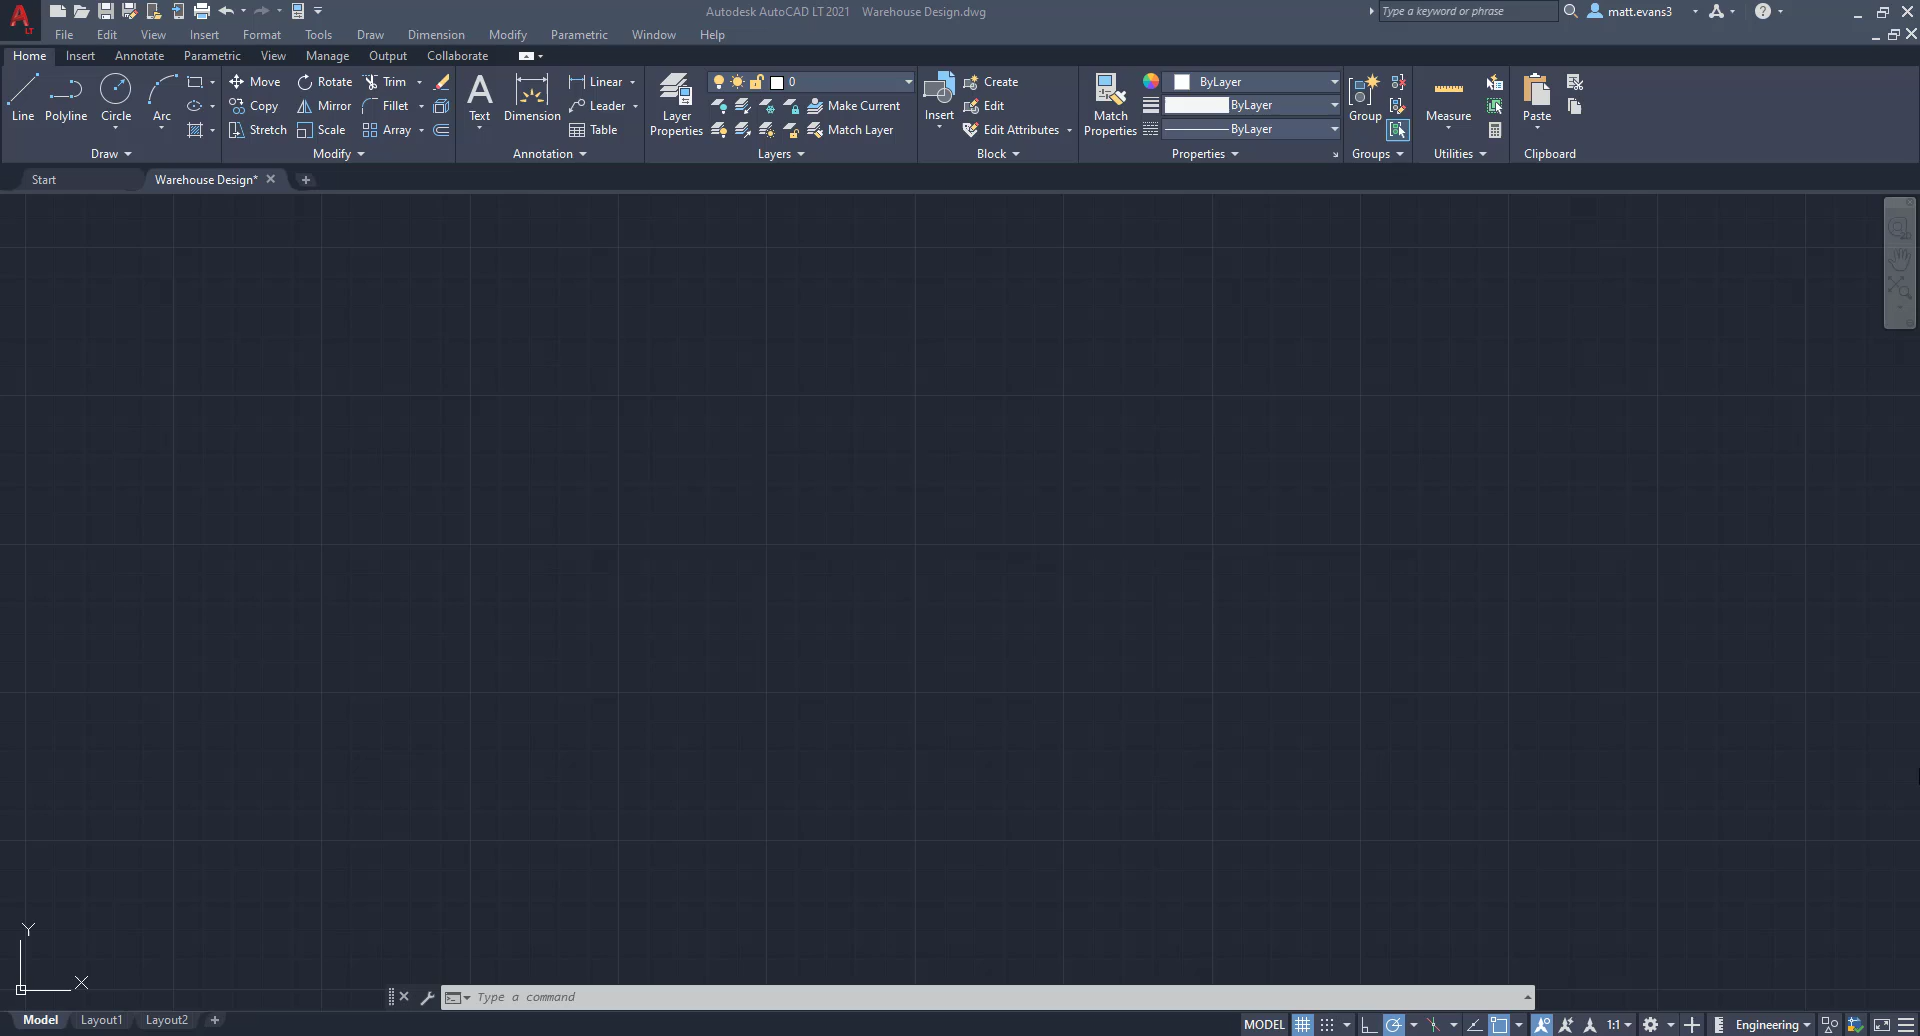 Autodesk AutoCAD LT 2021 Warehouse Design.dwg Type a keyword or phrase matt.evans3
File Edit View Insert Format Tools Draw Dimension Modify Parametric Window Help
Home Insert Annotate Parametric View Manage Output Collaborate
Line Polyline Circle Arc Move Rotate Trim Text Dimension Linear Layer Properties 0 Insert Create Match Properties ByLayer Group Measure Paste
Copy Mirror Fillet Leader Make Current Edit ByLayer
Stretch Scale Array Table Match Layer Edit Attributes ByLayer
Draw Modify Annotation Layers Block Properties Groups Utilities Clipboard
Start Warehouse Design*
Y
X
Type a command
Model Layout1 Layout2 MODEL 1:1 Engineering